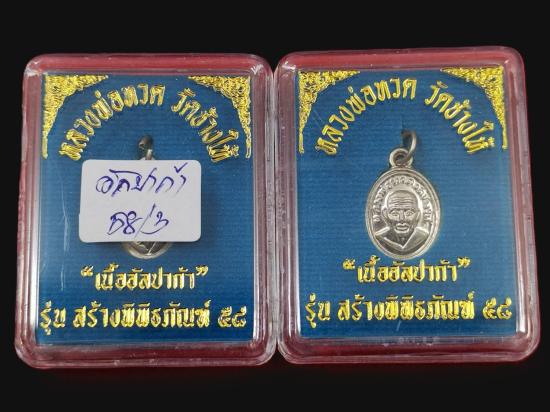 หลวงพ่อทวด วัดช้างให้
อัลปาก้า
"เนื้ออัลปาก้า"
รุ่น สร้างพิพิธภัณฑ์ ๕๘
หลวงพ่อทวด วัดช้างให้
"เนื้ออัลปาก้า"
รุ่น สร้างพิพิธภัณฑ์ ๕๘